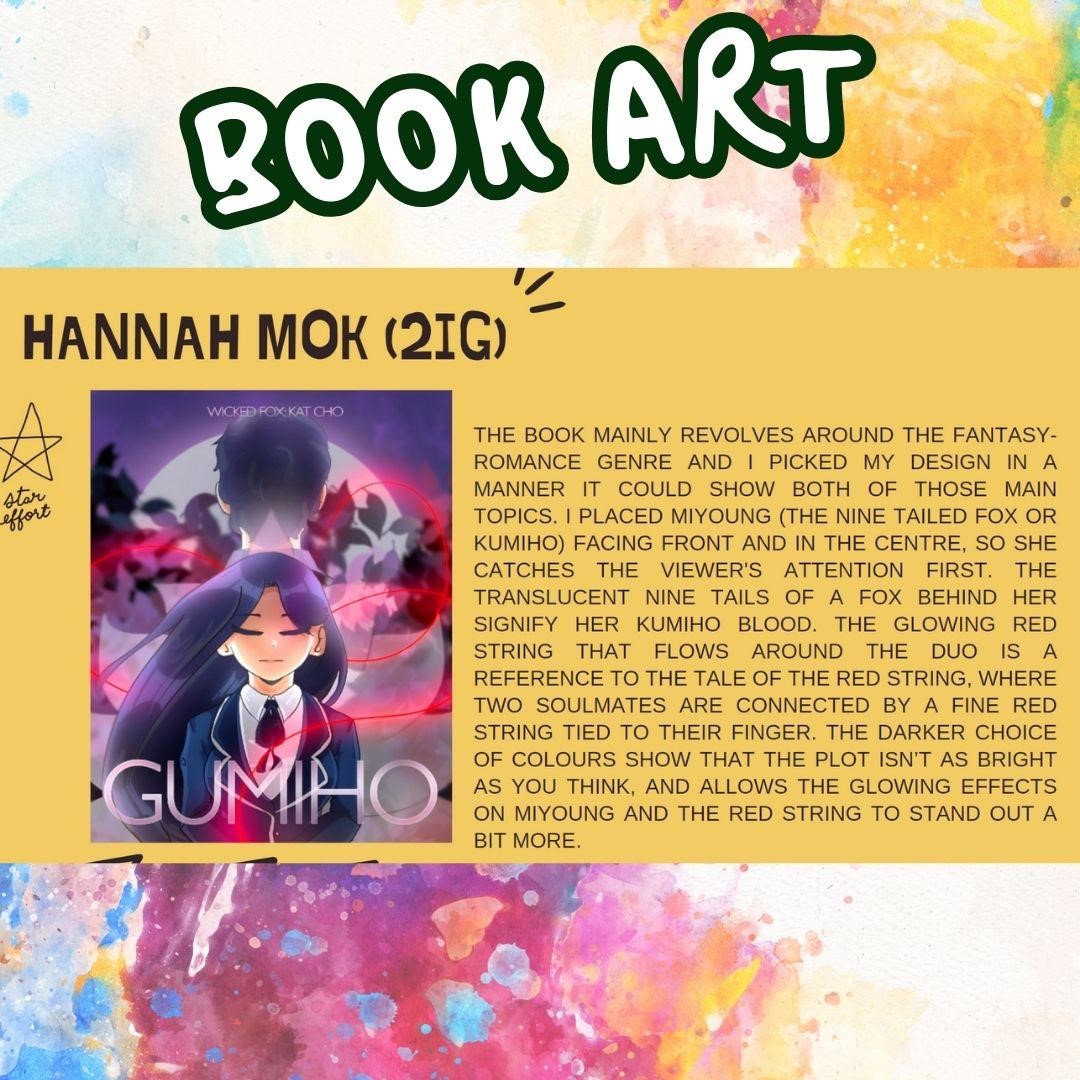 BOOK ART
HANNAH MOK (2IG)
star
effort
WICKED FOX: KAT CHO
GUMIHO
THE BOOK MAINLY REVOLVES AROUND THE FANTASY-
ROMANCE GENRE AND I PICKED MY DESIGN IN A
MANNER IT COULD SHOW BOTH OF THOSE MAIN
TOPICS. I PLACED MIYOUNG (THE NINE TAILED FOX OR
KUMIHO) FACING FRONT AND IN THE CENTRE, SO SHE
CATCHES THE VIEWER'S ATTENTION FIRST. THE
TRANSLUCENT NINE TAILS OF A FOX BEHIND HER
SIGNIFY HER KUMIHO BLOOD. THE GLOWING RED
STRING THAT FLOWS AROUND THE DUO IS A
REFERENCE TO THE TALE OF THE RED STRING, WHERE
TWO SOULMATES ARE CONNECTED BY A FINE RED
STRING TIED TO THEIR FINGER. THE DARKER CHOICE
OF COLOURS SHOW THAT THE PLOT ISN’T AS BRIGHT
AS YOU THINK, AND ALLOWS THE GLOWING EFFECTS
ON MIYOUNG AND THE RED STRING TO STAND OUT A
BIT MORE.